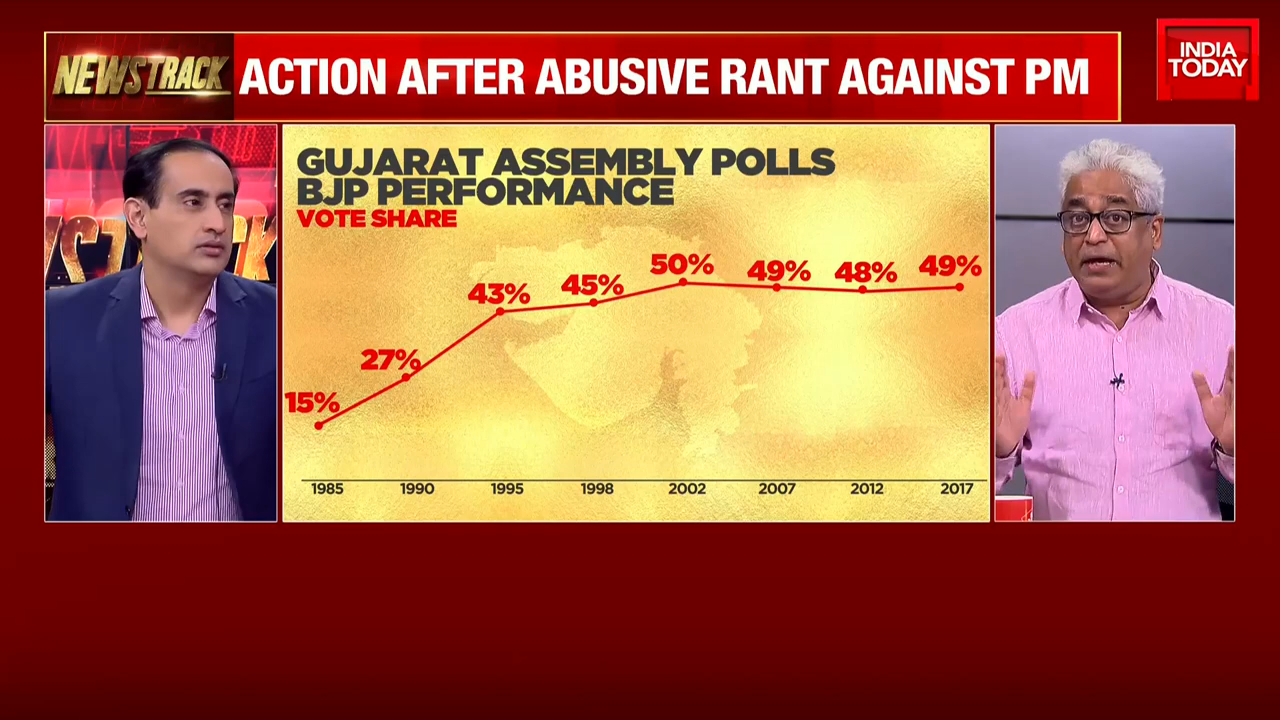 NEWSTRACK
ACTION AFTER ABUSIVE RANT AGAINST PM
INDIA
TODAY
GUJARAT ASSEMBLY POLLS
BJP PERFORMANCE
VOTE SHARE
15%
27%
43%
45%
50%
49%
48%
49%
1985 1990 1995 1998 2002 2007 2012 2017